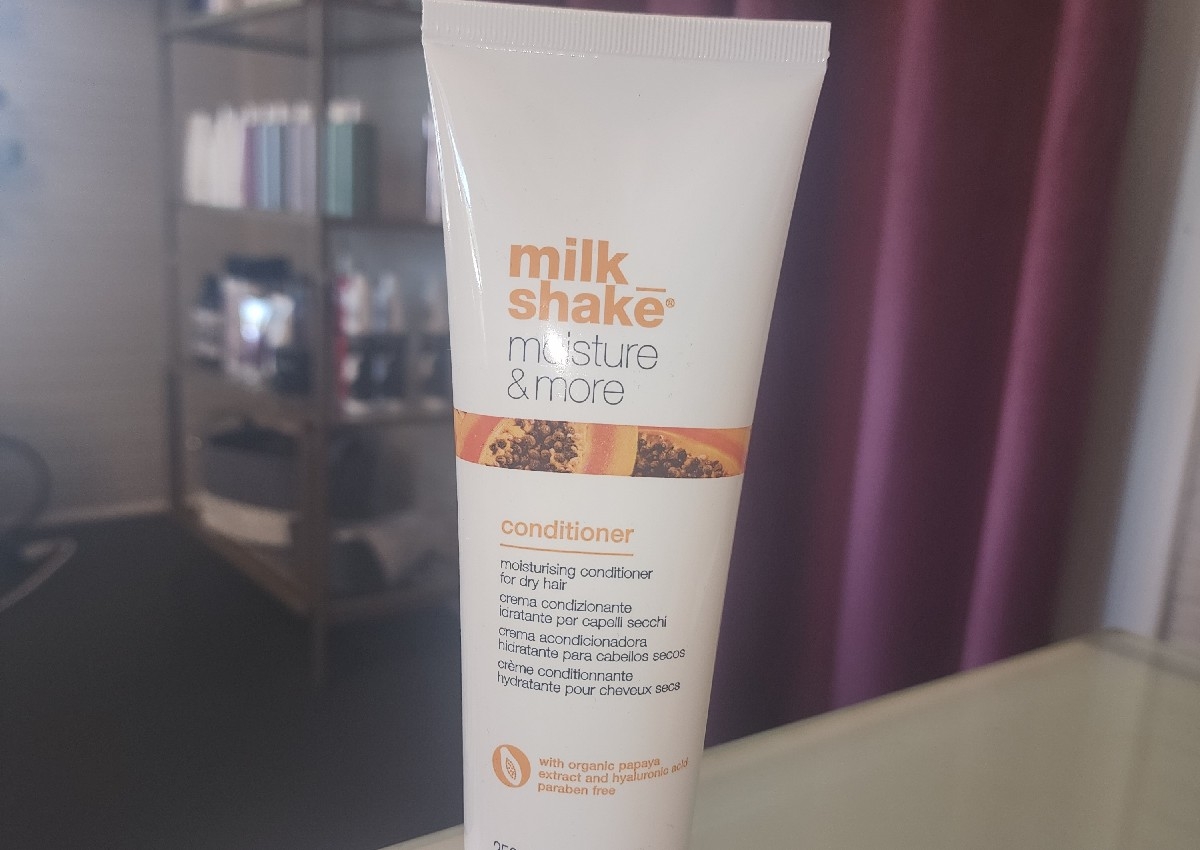 milk_
shake®
moisture
&more
conditioner
moisturising conditioner
for dry hair
crema condizionante
idratante per capelli secchi
crema acondicionadora
hidratante para cabellos secos
crème conditionnante
hydratante pour cheveux secs
with organic papaya
extract and hyaluronic acid
paraben free